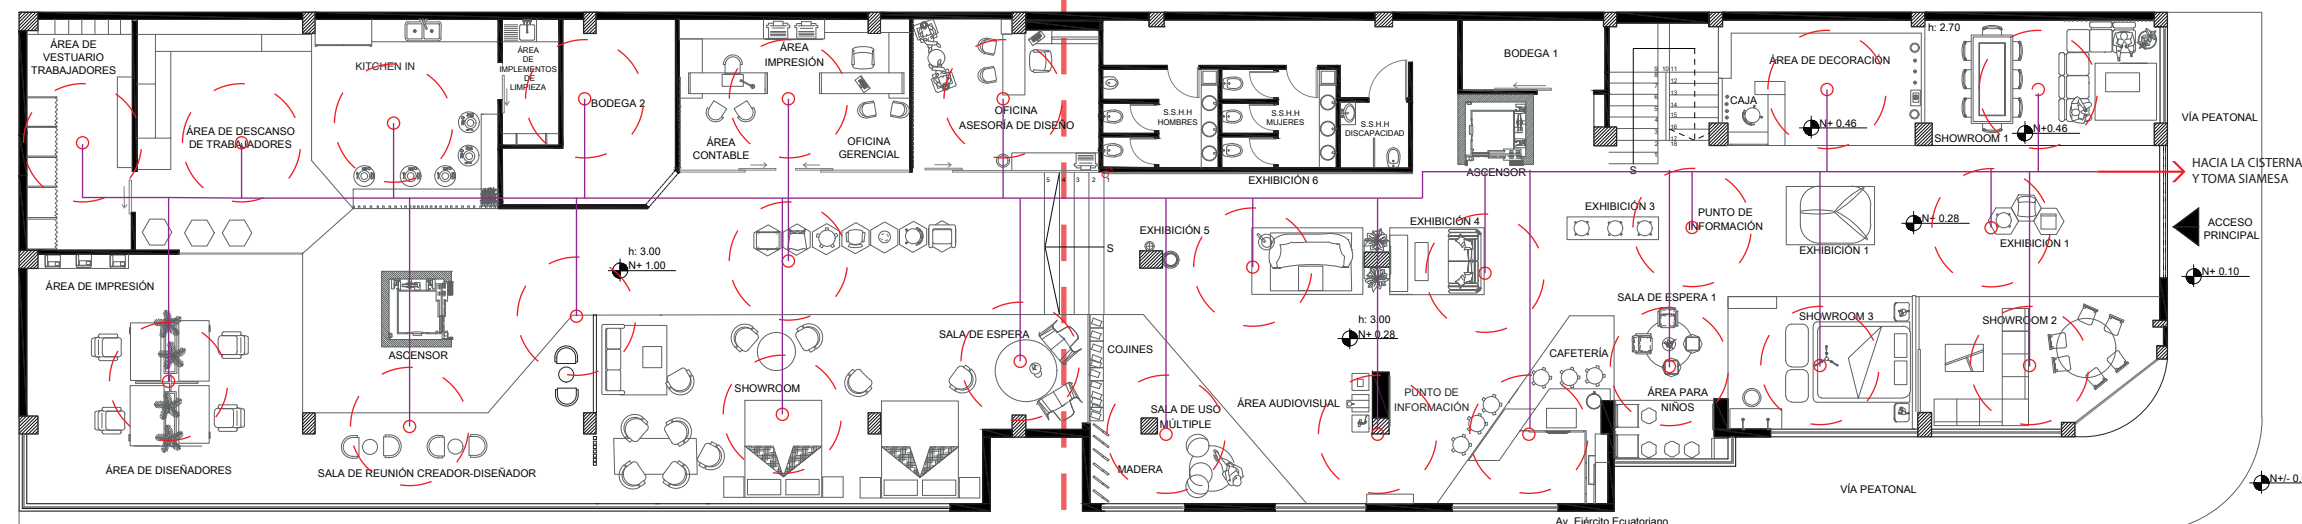 ÁREA DE
VESTUARIO
TRABAJADORES
ÁREA DE DESCANSO
DE TRABAJADORES
KITCHEN IN
ÁREA
DE
IMPLEMENTOS
DE
LIMPIEZA
BODEGA 2
ÁREA
IMPRESIÓN
ÁREA
CONTABLE
OFICINA
GERENCIAL
OFICINA
ASESORÍA DE DISEÑO
S.S.H.H
HOMBRES
S.S.H.H
MUJERES
S.S.H.H
DISCAPACIDAD
BODEGA 1
ASCENSOR
EXHIBICIÓN 6
S
CAJA
ÁREA DE DECORACIÓN
N+ 0.46
h: 2.70
SHOWROOM 1
N+0.46
VÍA PEATONAL
HACIA LA CISTERNA
Y TOMA SIAMESA
ACCESO
PRINCIPAL
N+ 0.10
EXHIBICIÓN 3
PUNTO DE
INFORMACIÓN
EXHIBICIÓN 1
N+ 0.28
EXHIBICIÓN 1
EXHIBICIÓN 5
EXHIBICIÓN 4
5 4 3 2 1
S
h: 3.00
N+ 1.00
ÁREA DE IMPRESIÓN
ASCENSOR
ÁREA DE DISEÑADORES
SALA DE REUNIÓN CREADOR-DISEÑADOR
SHOWROOM
SALA DE ESPERA
COJINES
MADERA
SALA DE USO
MÚLTIPLE
ÁREA AUDIOVISUAL
h: 3.00
N+ 0.28
PUNTO DE
INFORMACIÓN
CAFETERÍA
SALA DE ESPERA 1
ÁREA PARA
NIÑOS
SHOWROOM 3
SHOWROOM 2
VÍA PEATONAL
N+/- 0.
Av. Ejército Ecuatoriano